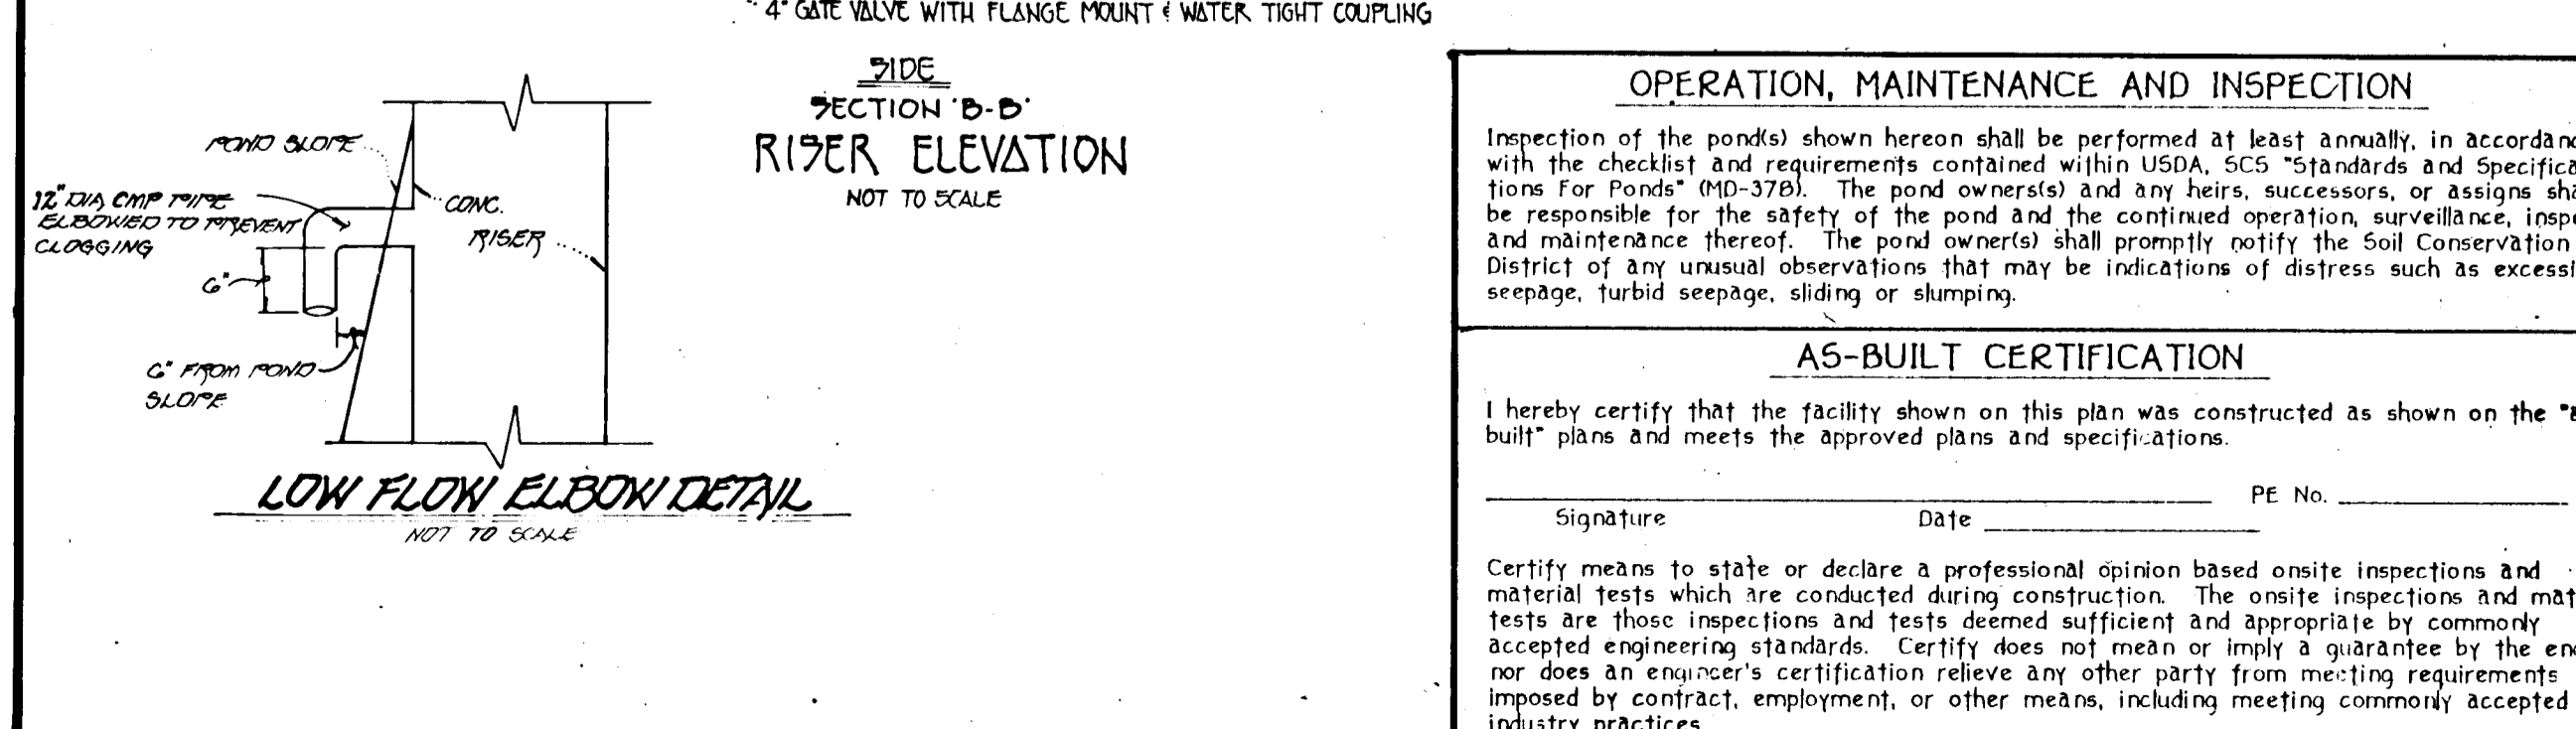 4" GATE VALVE WITH FLANGE MOUNT & WATER TIGHT COUPLING
SIDE
SECTION 'B-B'
RISER ELEVATION
NOT TO SCALE
POND SLOPE
12" DIA CMP PIPE
ELBOWED TO PREVENT
CLOGGING
CONC.
RISER
6"
6" FROM POND
SLOPE
LOW FLOW ELBOW DETAIL
NOT TO SCALE
OPERATION, MAINTENANCE AND INSPECTION
Inspection of the pond(s) shown hereon shall be performed at least annually, in accordanc
with the checklist and requirements contained within USDA, SCS "Standards and Specifica
tions For Ponds" (MD-378). The pond owners(s) and any heirs, successors, or assigns sha
be responsible for the safety of the pond and the continued operation, surveillance, inspe
and maintenance thereof. The pond owner(s) shall promptly notify the Soil Conservation
District of any unusual observations that may be indications of distress such as excessi
seepage, turbid seepage, sliding or slumping.
AS-BUILT CERTIFICATION
I hereby certify that the facility shown on this plan was constructed as shown on the "a
built" plans and meets the approved plans and specifications.
PE No.
Signature Date
Certify means to state or declare a professional opinion based onsite inspections and
material tests which are conducted during construction. The onsite inspections and mat
tests are those inspections and tests deemed sufficient and appropriate by commonly
accepted engineering standards. Certify does not mean or imply a guarantee by the en
nor does an engineer's certification relieve any other party from meeting requirements
imposed by contract, employment, or other means, including meeting commonly accepted
industry practices